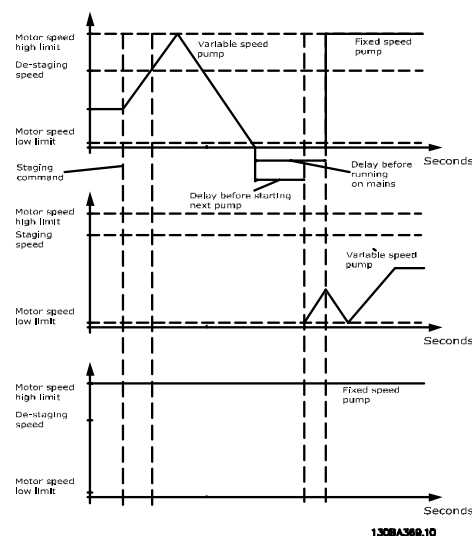 Motor speed
high limit
Variable speed
pump
Fixed speed
pump
De-staging
speed
Motor speed
low limit
Seconds
Staging
command
Delay before
running
on mains
Delay before starting
next pump
Motor speed
high limit
Staging
speed
Variable speed
pump
Motor speed
low limit
Seconds
Motor speed
high limit
Fixed speed
pump
De-staging
speed
Motor speed
low limit
Seconds
130BA369.10